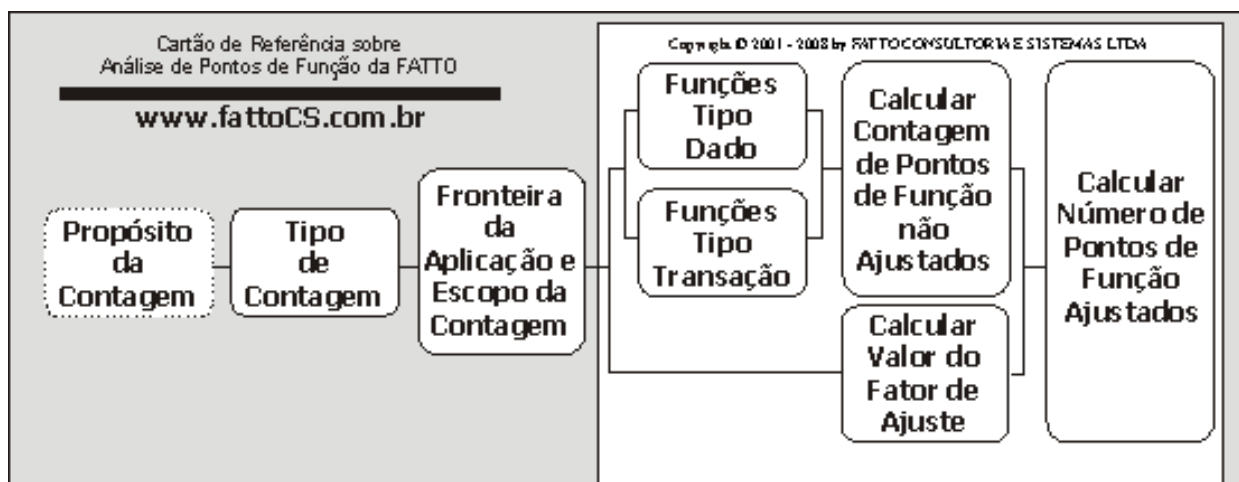 Cartão de Referência sobre
Análise de Pontos de Função da FATTO
www.fattoCS.com.br
Copyright © 2001 - 2008 by FATTO CONSULTORIA E SISTEMAS LTDA
Propósito
da
Contagem
Tipo
de
Contagem
Fronteira
da
Aplicação e
Escopo da
Contagem
Funções
Tipo
Dado
Funções
Tipo
Transação
Calcular
Contagem
de Pontos
de Função
não
Ajustados
Calcular
Valor do
Fator de
Ajuste
Calcular
Número de
Pontos de
Função
Ajustados